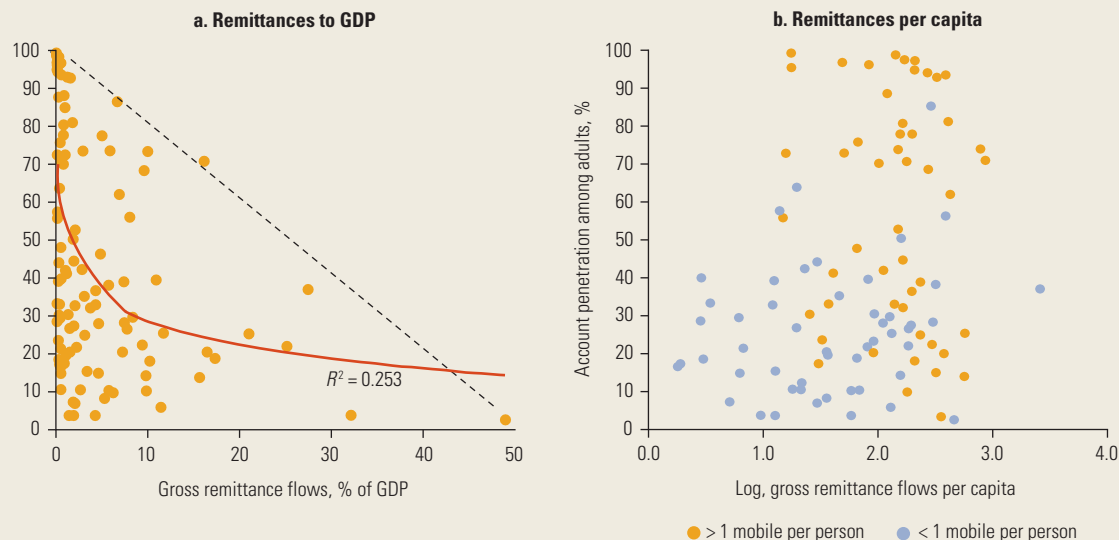 a. Remittances to GDP
100
90
80
70
60
50
40
30
20
10
0
R² = 0.253
0 10 20 30 40 50
Gross remittance flows, % of GDP
b. Remittances per capita
Account penetration among adults, %
100
90
80
70
60
50
40
30
20
10
0
0.0 1.0 2.0 3.0 4.0
Log, gross remittance flows per capita
> 1 mobile per person < 1 mobile per person